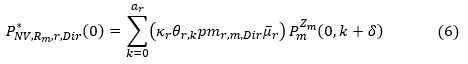 P*_{NV,R_m,r,Dir}(0) = \sum_{k=0}^{a_r} (κ_r θ_{r,k} pm_{r,m,Dir} \bar{μ}_r) P_m^{Z_m}(0, k + δ) (6)